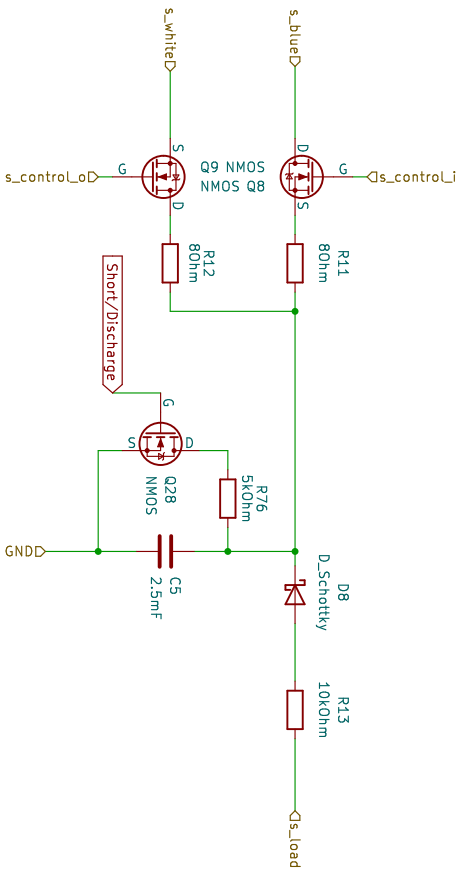 s_white
s_blue
S
D
G
Q9 NMOS
NMOS Q8
G
s_control_o
s_control_i
D
S
R12
8Ohm
R11
8Ohm
Short/Discharge
G
S
D
Q28
NMOS
R76
5kOhm
GND
C5
2.5mF
D8
D_Schottky
R13
10kOhm
s_load